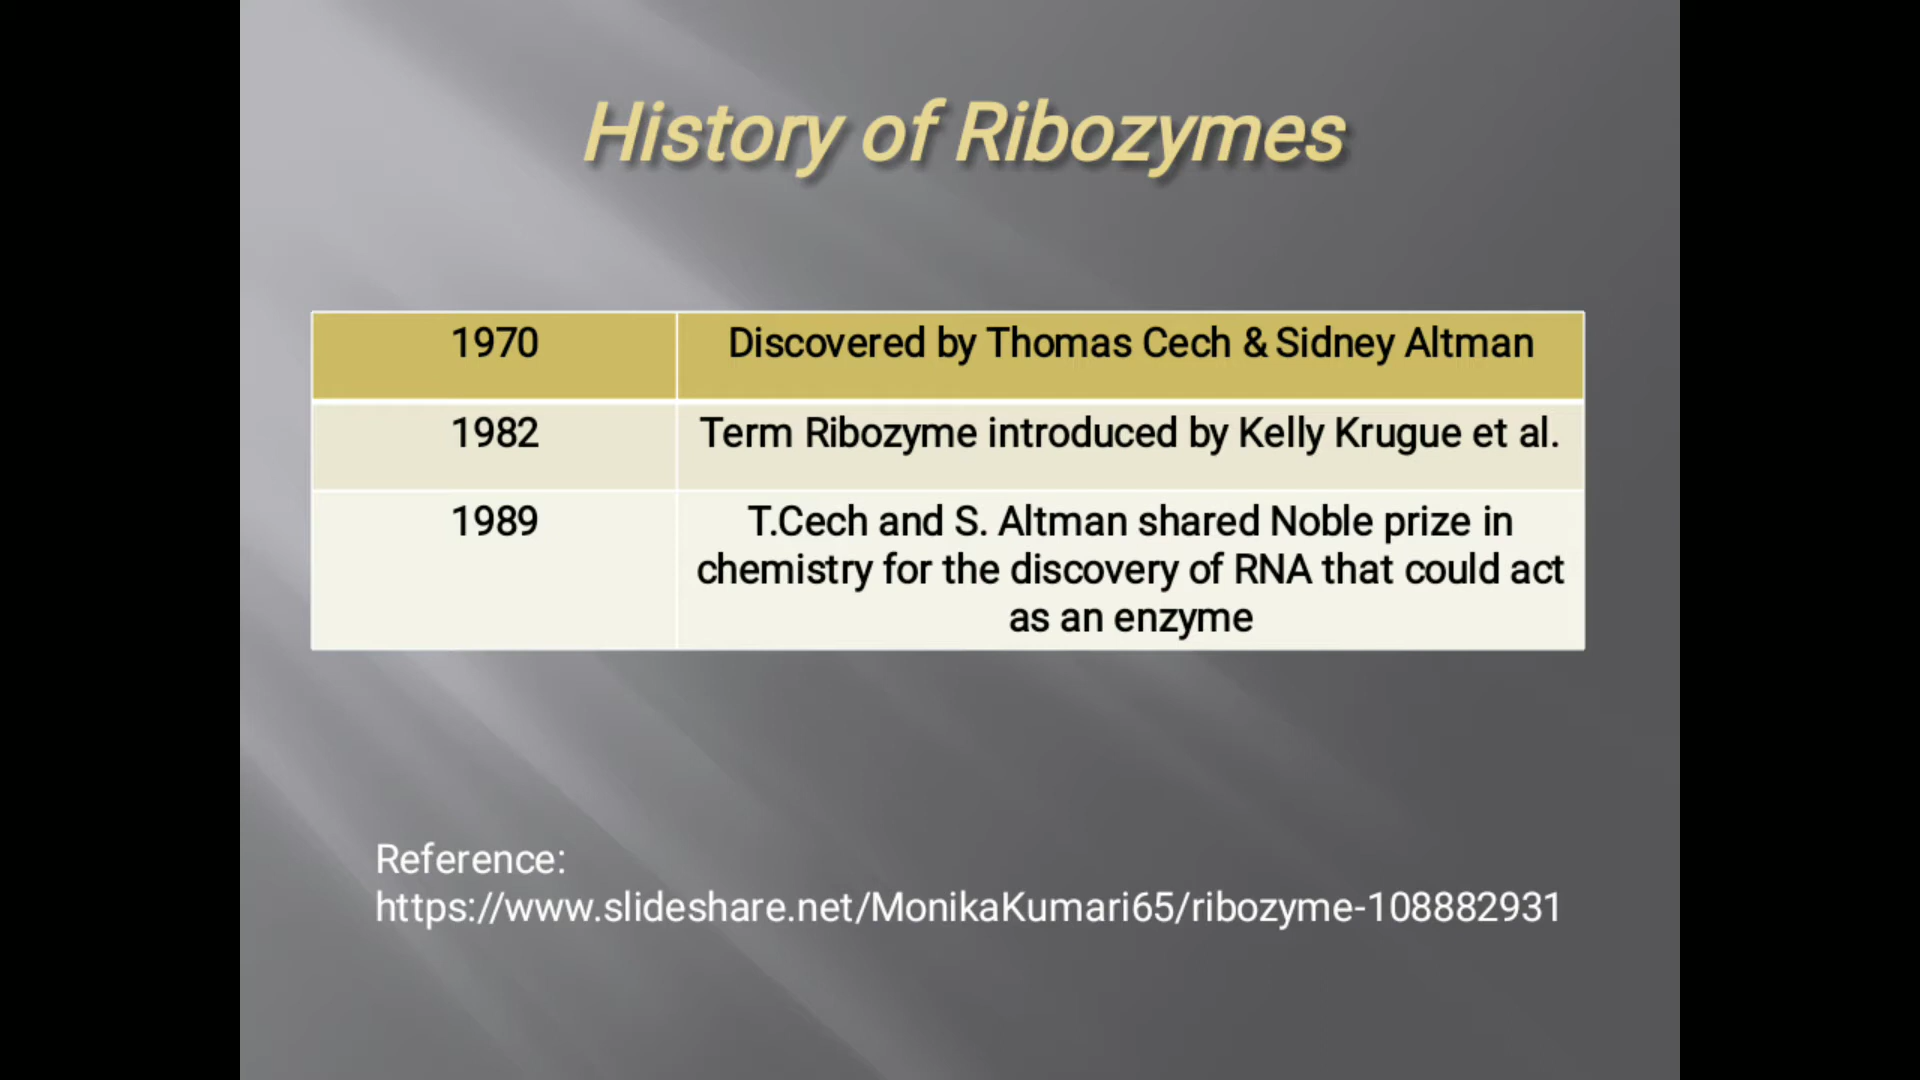 History of Ribozymes
1970
Discovered by Thomas Cech & Sidney Altman
1982
Term Ribozyme introduced by Kelly Krugue et al.
1989
T.Cech and S. Altman shared Noble prize in
chemistry for the discovery of RNA that could act
as an enzyme
Reference:
https://www.slideshare.net/MonikaKumari65/ribozyme-108882931